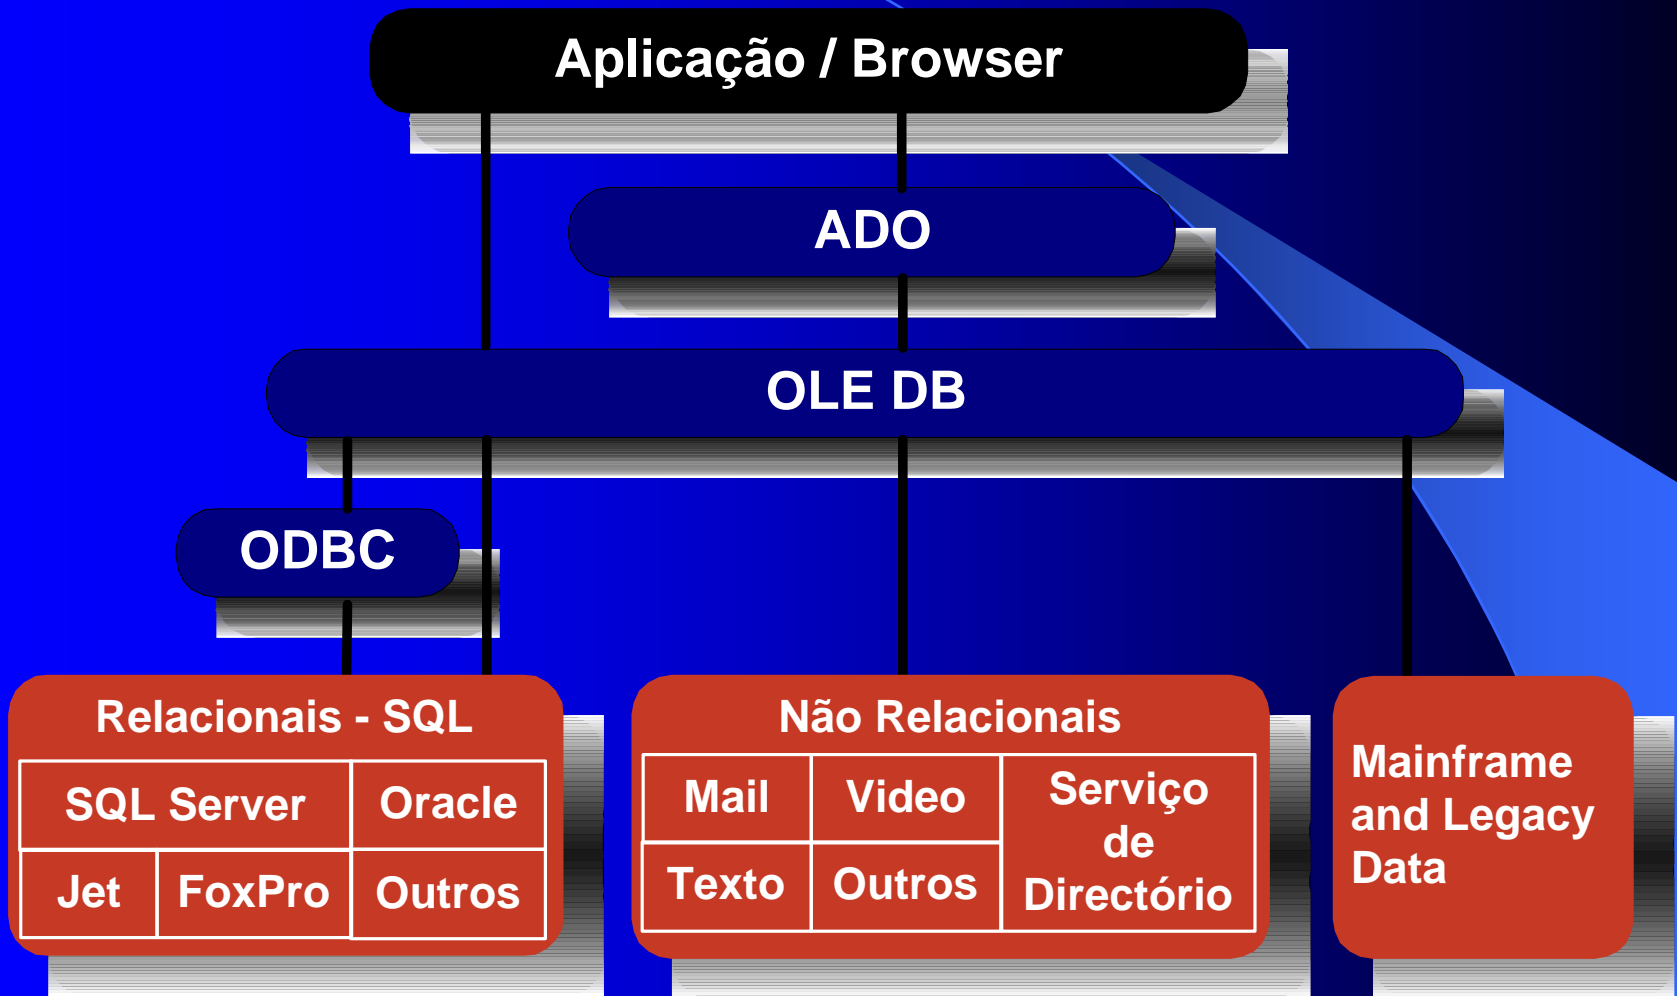 Aplicação / Browser
ADO
OLE DB
ODBC
Relacionais - SQL
SQL Server
Oracle
Jet
FoxPro
Outros
Não Relacionais
Mail
Video
Serviço
de
Directório
Texto
Outros
Mainframe
and Legacy
Data